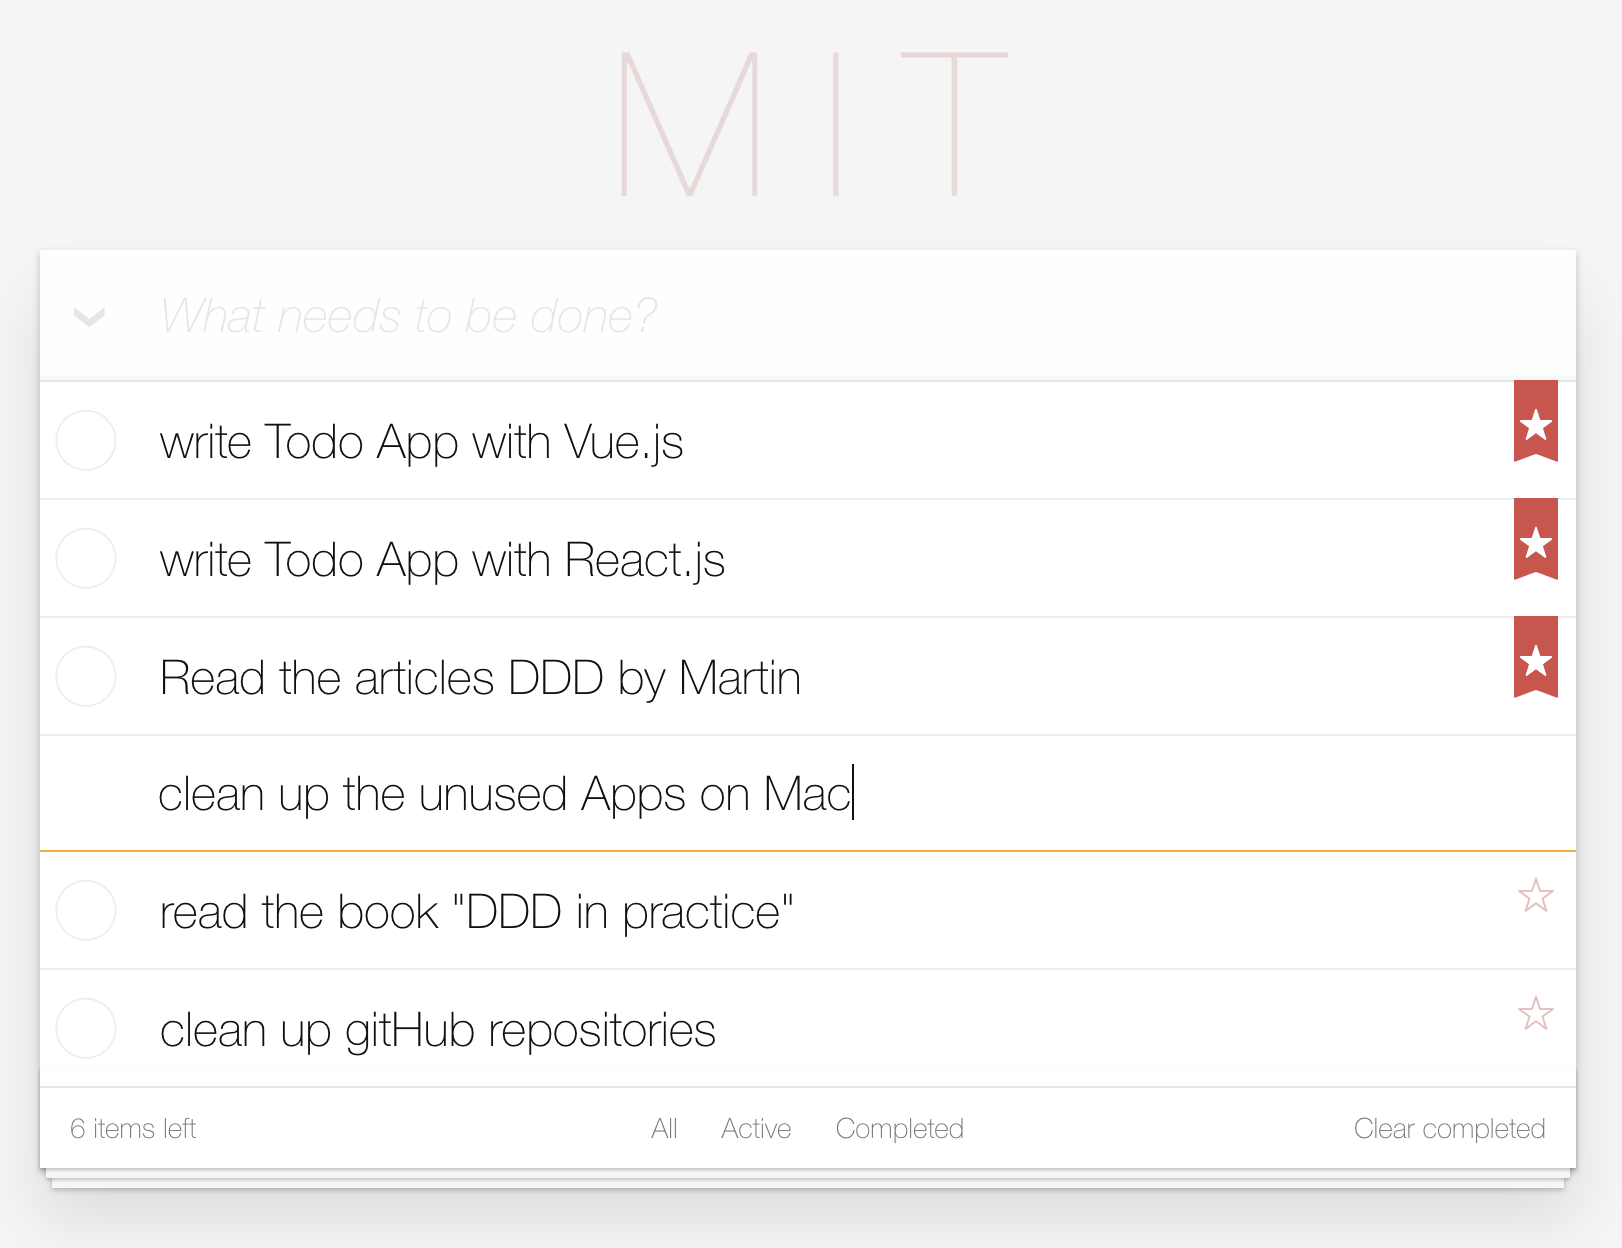 MIT
What needs to be done?
write Todo App with Vue.js
write Todo App with React.js
Read the articles DDD by Martin
clean up the unused Apps on Mac
read the book "DDD in practice"
clean up gitHub repositories
6 items left All Active Completed Clear completed